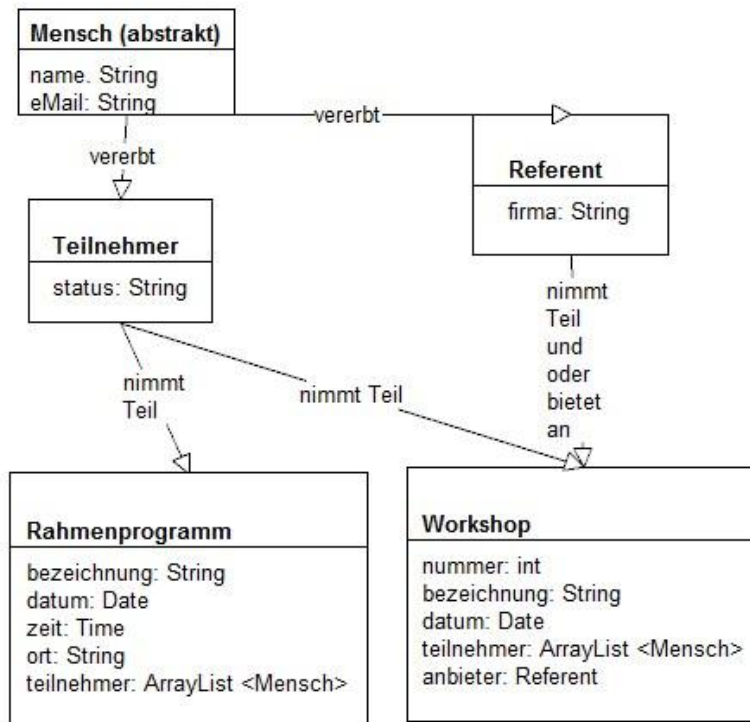 Mensch (abstrakt)
name. String
eMail: String
vererbt
vererbt
Referent
firma: String
Teilnehmer
status: String
nimmt
Teil
und
oder
bietet
an
nimmt
Teil
nimmt Teil
Rahmenprogramm
bezeichnung: String
datum: Date
zeit: Time
ort: String
teilnehmer: ArrayList <Mensch>
Workshop
nummer: int
bezeichnung: String
datum: Date
teilnehmer: ArrayList <Mensch>
anbieter: Referent